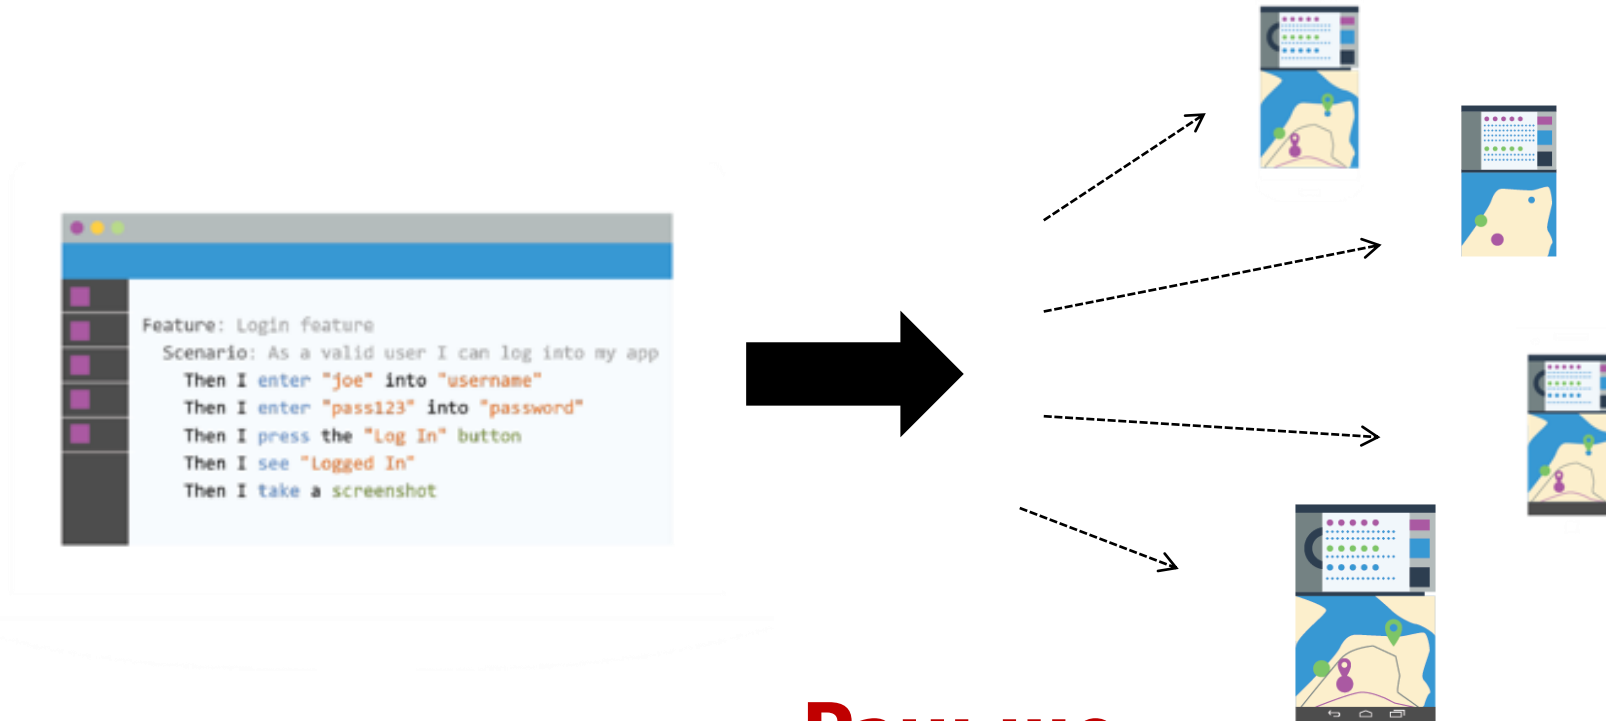 Feature: Login feature
Scenario: As a valid user I can log into my app
Then I enter "joe" into "username"
Then I enter "pass123" into "password"
Then I press the "Log In" button
Then I see "Logged In"
Then I take a screenshot